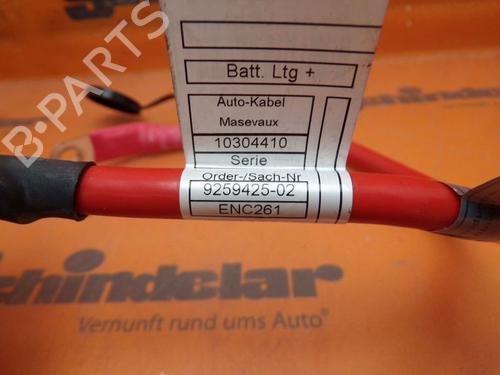 B-PARTS
Batt. Ltg +
Auto-Kabel
Masevaux
10304410
Serie
Order-/Sach-Nr
9259425-02
ENC261
Schindelar
Vernunft rund ums Auto